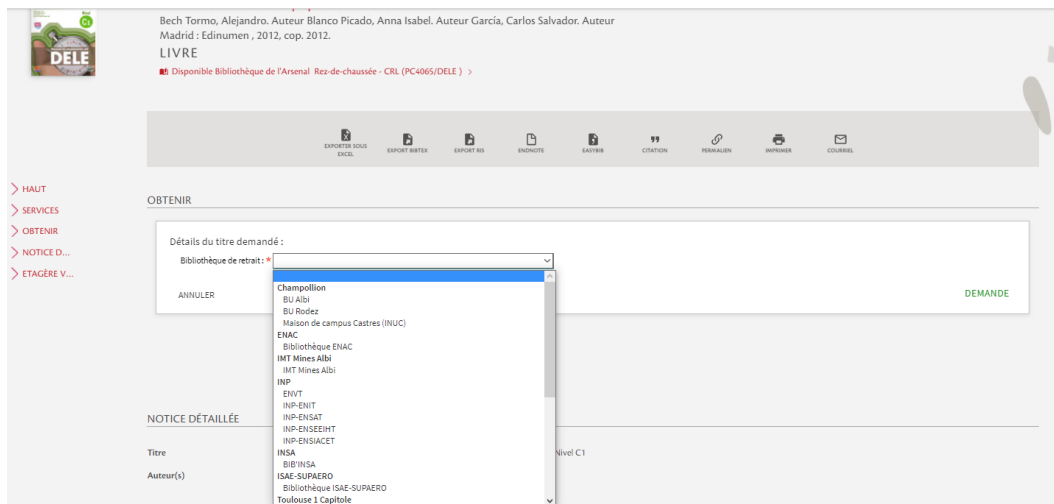 C1
DELE
Bech Tormo, Alejandro. Auteur Blanco Picado, Anna Isabel. Auteur García, Carlos Salvador. Auteur
Madrid : Edinumen , 2012, cop. 2012.
LIVRE
Disponible Bibliothèque de l'Arsenal Rez-de-chaussée - CRL (PC4065/DELE ) >
EXPORTER SOUS EXCEL
EXPORT BIBTEX
EXPORT RIS
ENDNOTE
EASYBIB
CITATION
PERMALIEN
IMPRIMER
COURRIEL
HAUT
SERVICES
OBTENIR
NOTICE D...
ETAGÈRE V...
OBTENIR
Détails du titre demandé :
Bibliothèque de retrait : *
ANNULER
DEMANDE
Champollion
BU Albi
BU Rodez
Maison de campus Castres (INUC)
ENAC
Bibliothèque ENAC
IMT Mines Albi
IMT Mines Albi
INP
ENVT
INP-ENIT
INP-ENSAT
INP-ENSEEIHT
INP-ENSIACET
INSA
BIB'INSA
ISAE-SUPAERO
Bibliothèque ISAE-SUPAERO
Toulouse 1 Capitole
NOTICE DÉTAILLÉE
Titre
Nivel C1
Auteur(s)